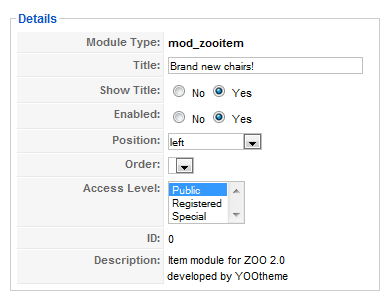 Details
Module Type: mod_zooitem
Title: Brand new chairs!
Show Title: No Yes
Enabled: No Yes
Position: left
Order:
Access Level: Public
Registered
Special
ID: 0
Description: Item module for ZOO 2.0
developed by YOOtheme